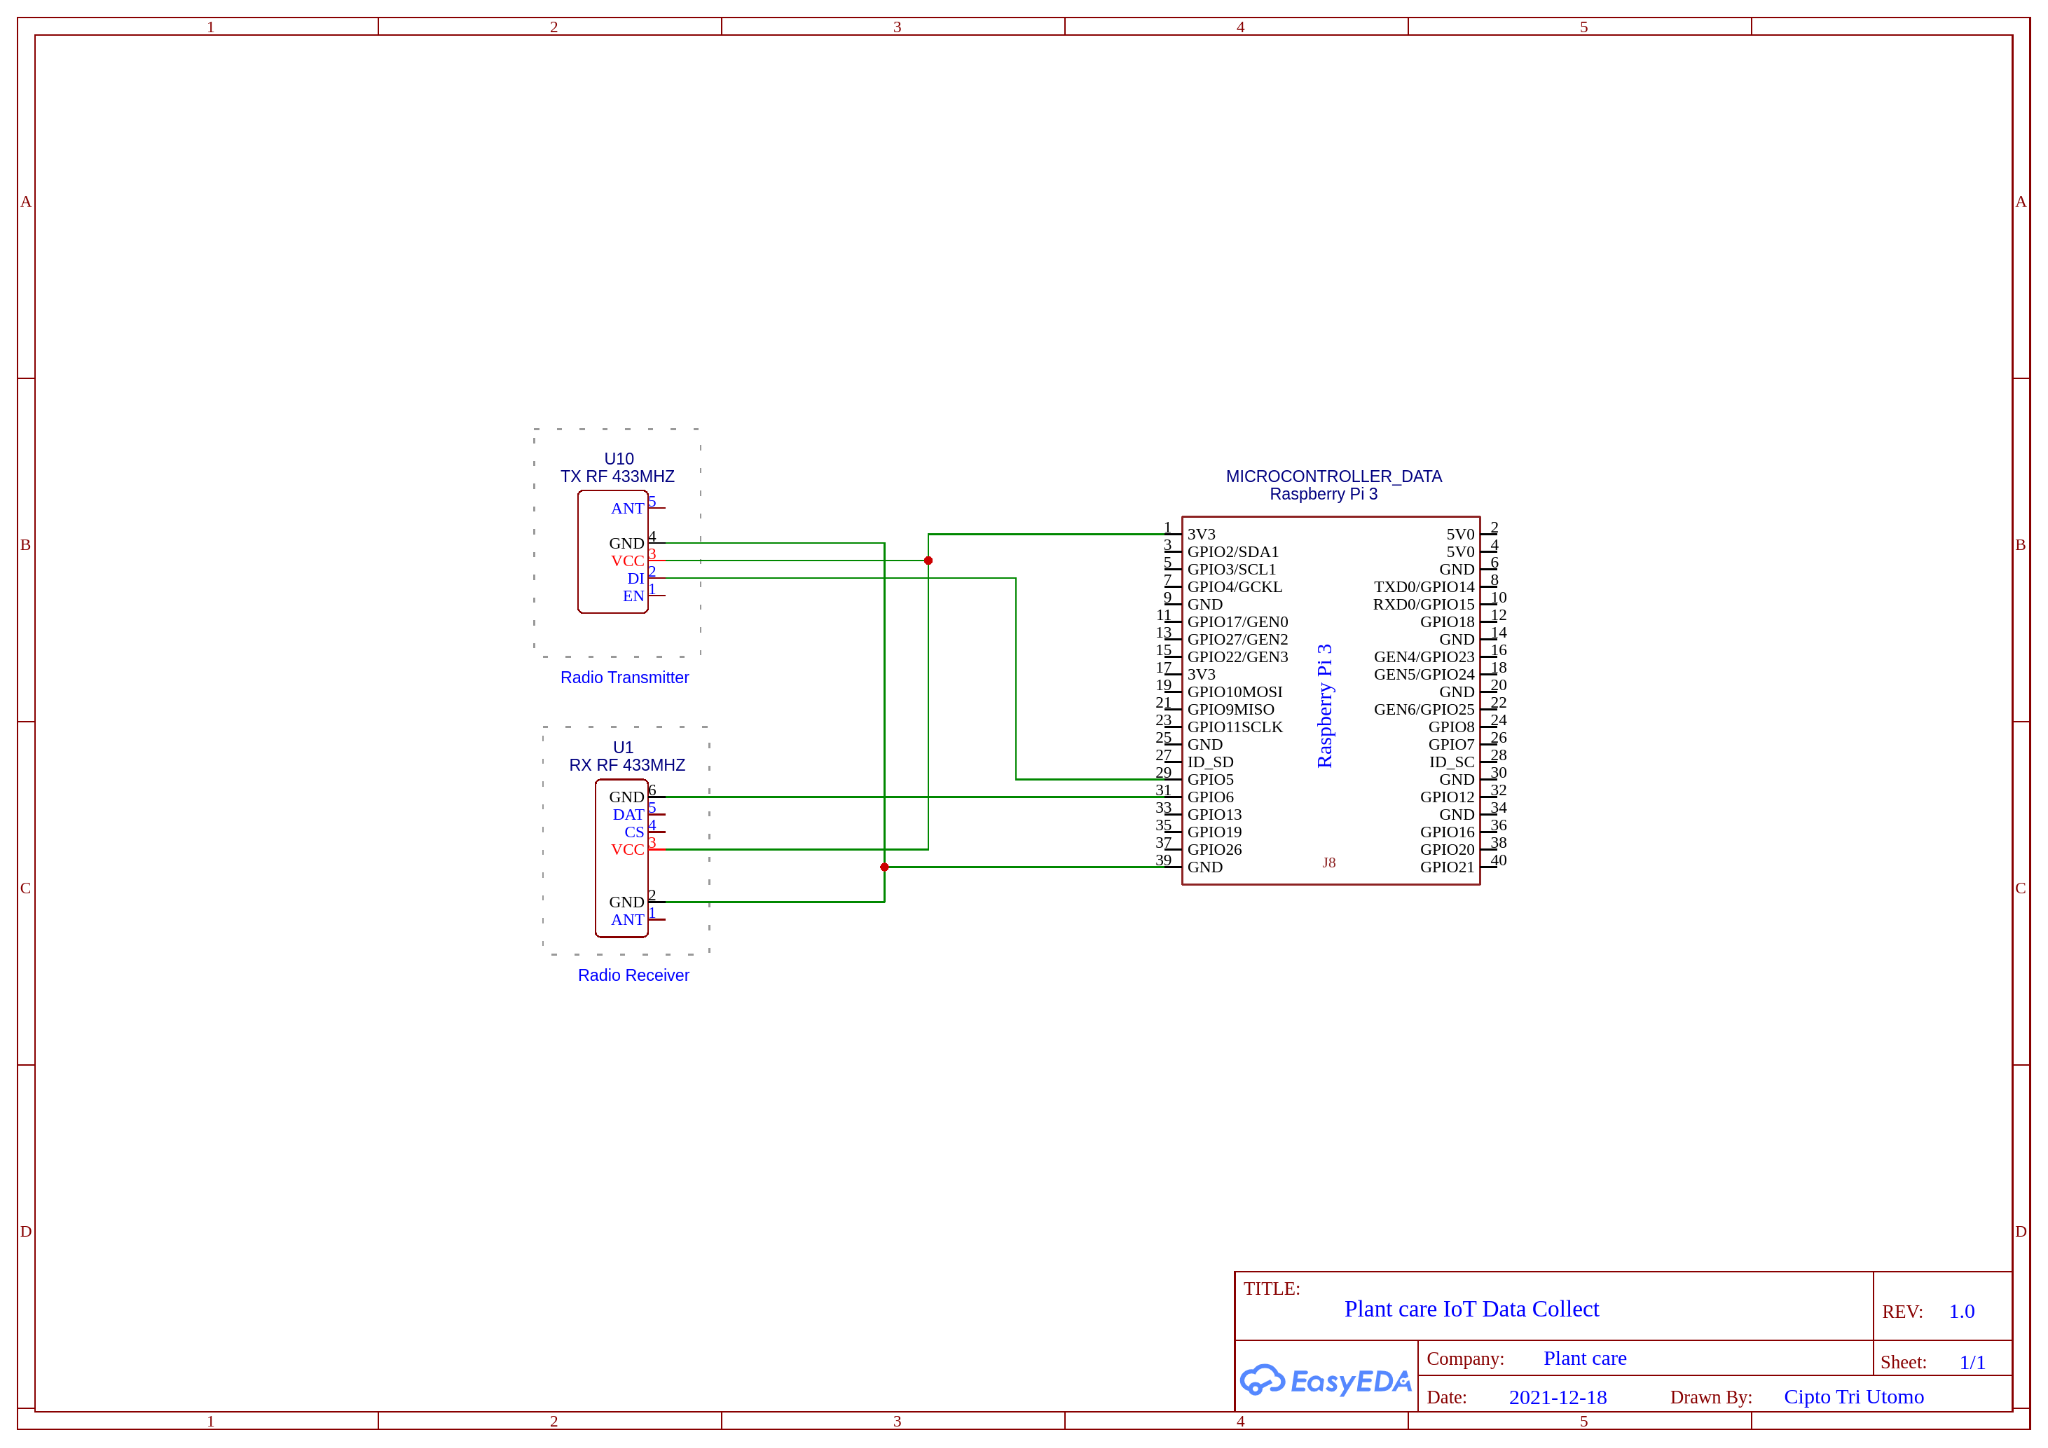 1 2 3 4 5
A A
B B
C C
D D
U10
TX RF 433MHZ
ANT 5
GND 4
VCC 3
DI 2
EN 1
Radio Transmitter
U1
RX RF 433MHZ
GND 6
DAT 5
CS 4
VCC 3
GND 2
ANT 1
Radio Receiver
MICROCONTROLLER_DATA
Raspberry Pi 3
1 3V3 5V0 2
3 GPIO2/SDA1 5V0 4
5 GPIO3/SCL1 GND 6
7 GPIO4/GCKL TXD0/GPIO14 8
9 GND RXD0/GPIO15 10
11 GPIO17/GEN0 GPIO18 12
13 GPIO27/GEN2 GND 14
15 GPIO22/GEN3 GEN4/GPIO23 16
17 3V3 GEN5/GPIO24 18
19 GPIO10MOSI GND 20
21 GPIO9MISO GEN6/GPIO25 22
23 GPIO11SCLK GPIO8 24
25 GND GPIO7 26
27 ID_SD ID_SC 28
29 GPIO5 GND 30
31 GPIO6 GPIO12 32
33 GPIO13 GND 34
35 GPIO19 GPIO16 36
37 GPIO26 GPIO20 38
39 GND GPIO21 40
Raspberry Pi 3
J8
TITLE:
Plant care IoT Data Collect
REV: 1.0
EasyEDA
Company: Plant care
Sheet: 1/1
Date: 2021-12-18 Drawn By: Cipto Tri Utomo
1 2 3 4 5